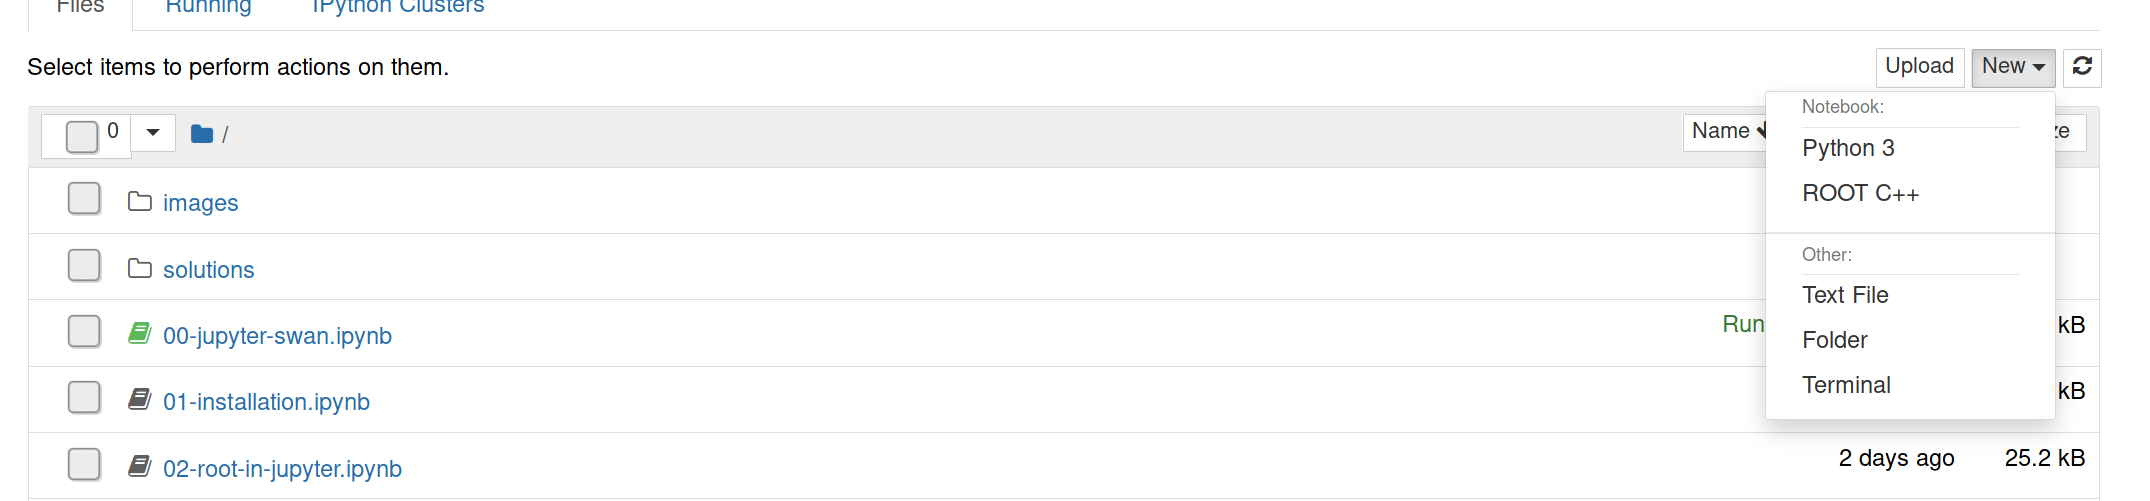 Files Running IPython Clusters
Select items to perform actions on them. Upload New
0 / Name ze
Notebook:
Python 3
ROOT C++
images
solutions
Other:
Text File
00-jupyter-swan.ipynb Run kB
Folder
Terminal
01-installation.ipynb kB
02-root-in-jupyter.ipynb 2 days ago 25.2 kB